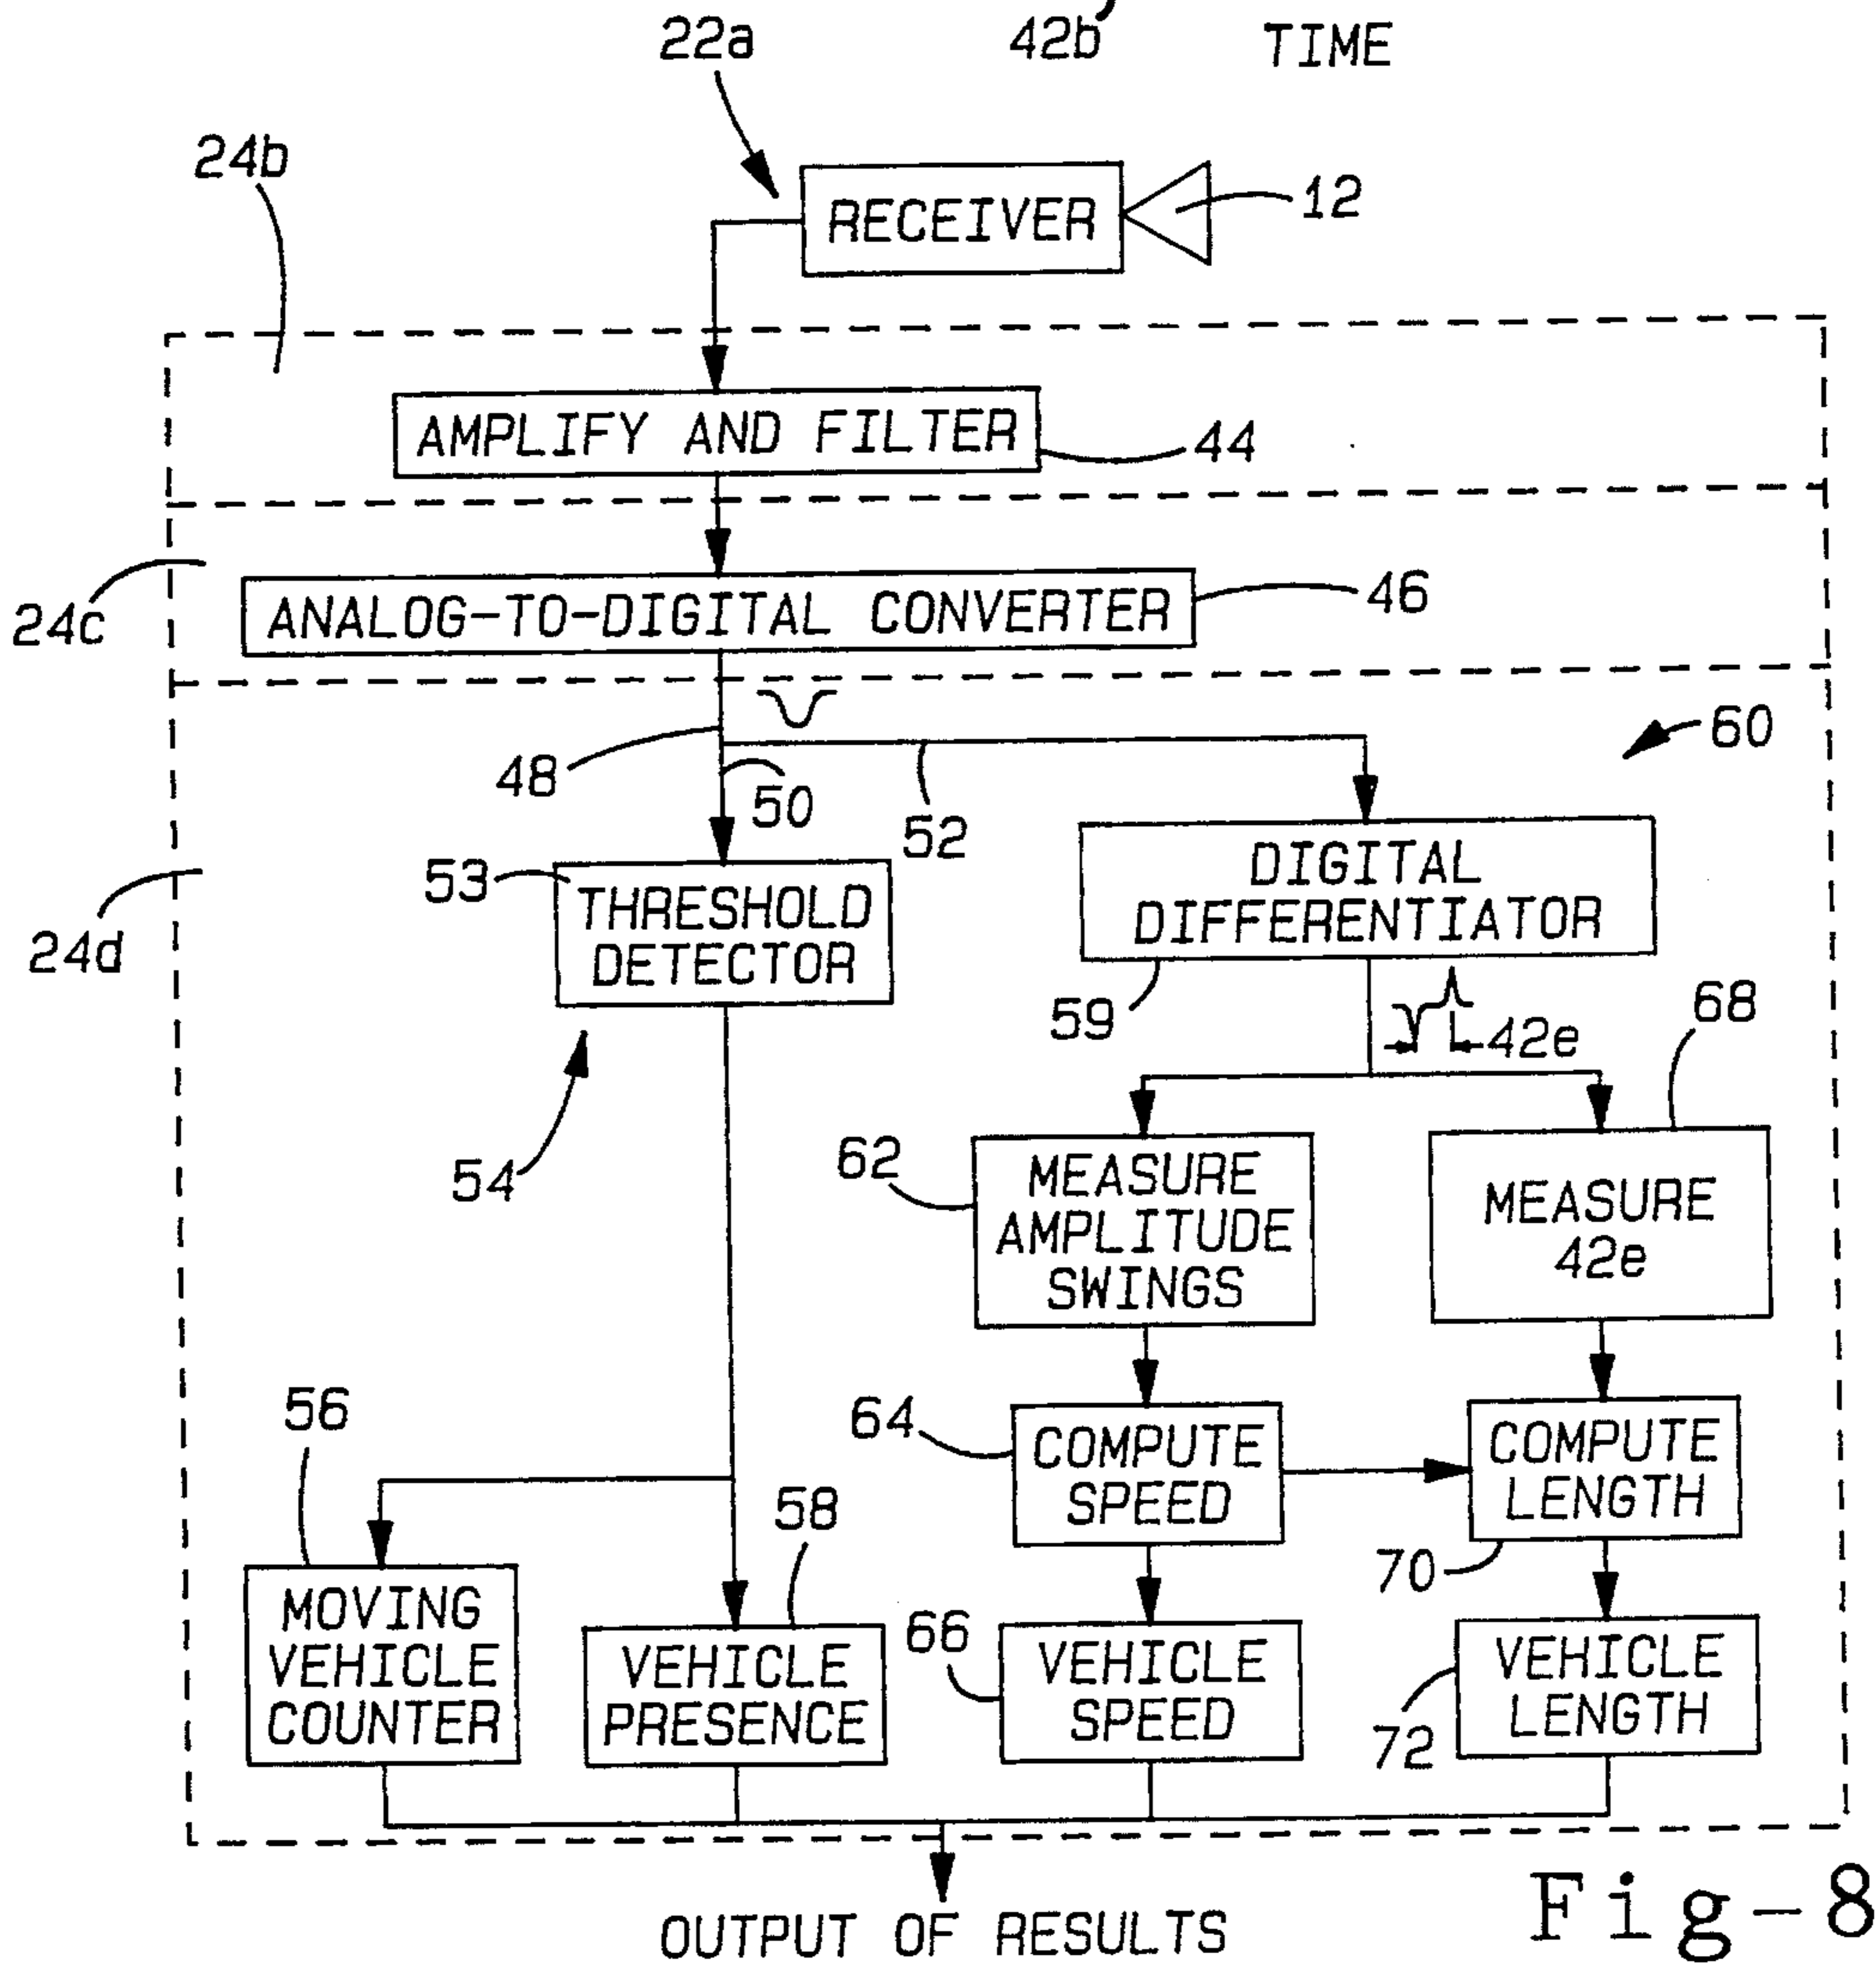 22a
42b
TIME
24b
RECEIVER
12
AMPLIFY AND FILTER
44
24c
ANALOG-TO-DIGITAL CONVERTER
46
48
50
52
60
24d
53
THRESHOLD
DETECTOR
DIGITAL
DIFFERENTIATOR
59
42e
68
54
62
MEASURE
AMPLITUDE
SWINGS
MEASURE
42e
56
58
64
COMPUTE
SPEED
COMPUTE
LENGTH
70
MOVING
VEHICLE
COUNTER
VEHICLE
PRESENCE
66
VEHICLE
SPEED
72
VEHICLE
LENGTH
OUTPUT OF RESULTS
Fig-8